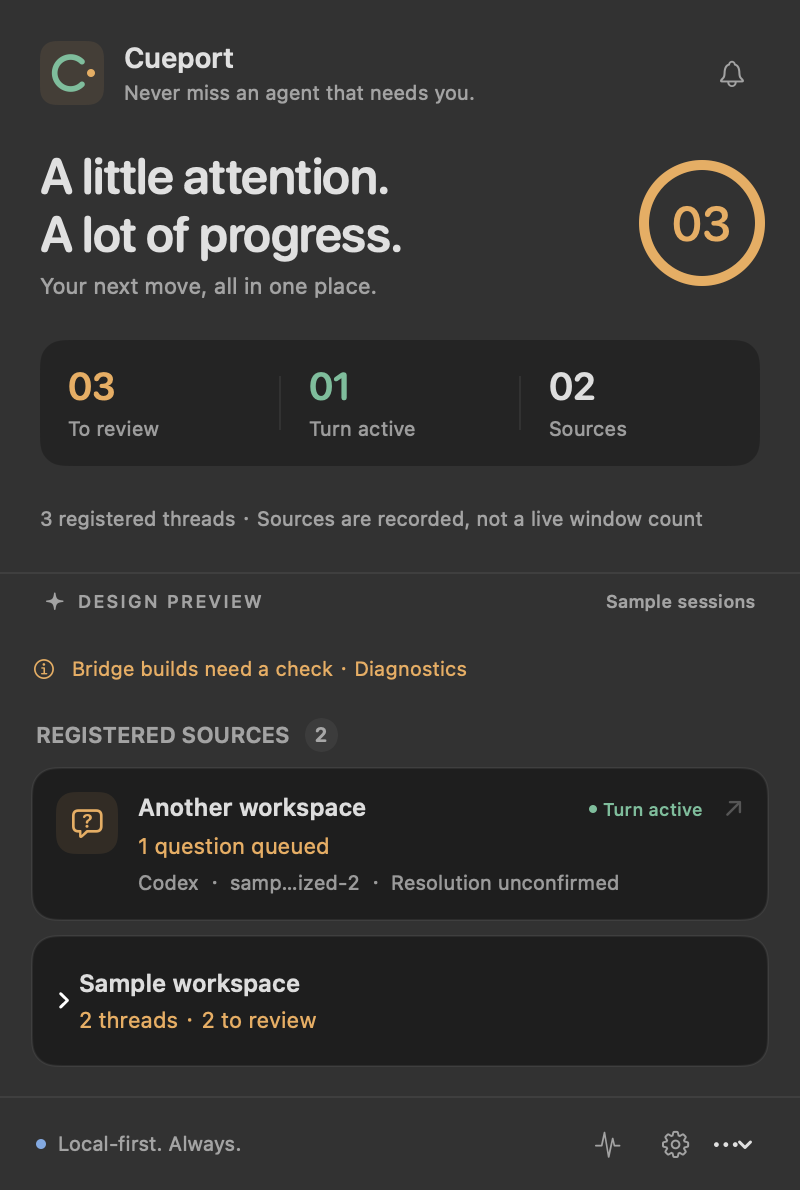 Cueport
Never miss an agent that needs you.
A little attention.
A lot of progress.
Your next move, all in one place.
03
03
To review
01
Turn active
02
Sources
3 registered threads · Sources are recorded, not a live window count
DESIGN PREVIEW
Sample sessions
Bridge builds need a check · Diagnostics
REGISTERED SOURCES 2
Another workspace
Turn active
1 question queued
Codex · samp...ized-2 · Resolution unconfirmed
Sample workspace
2 threads · 2 to review
Local-first. Always.